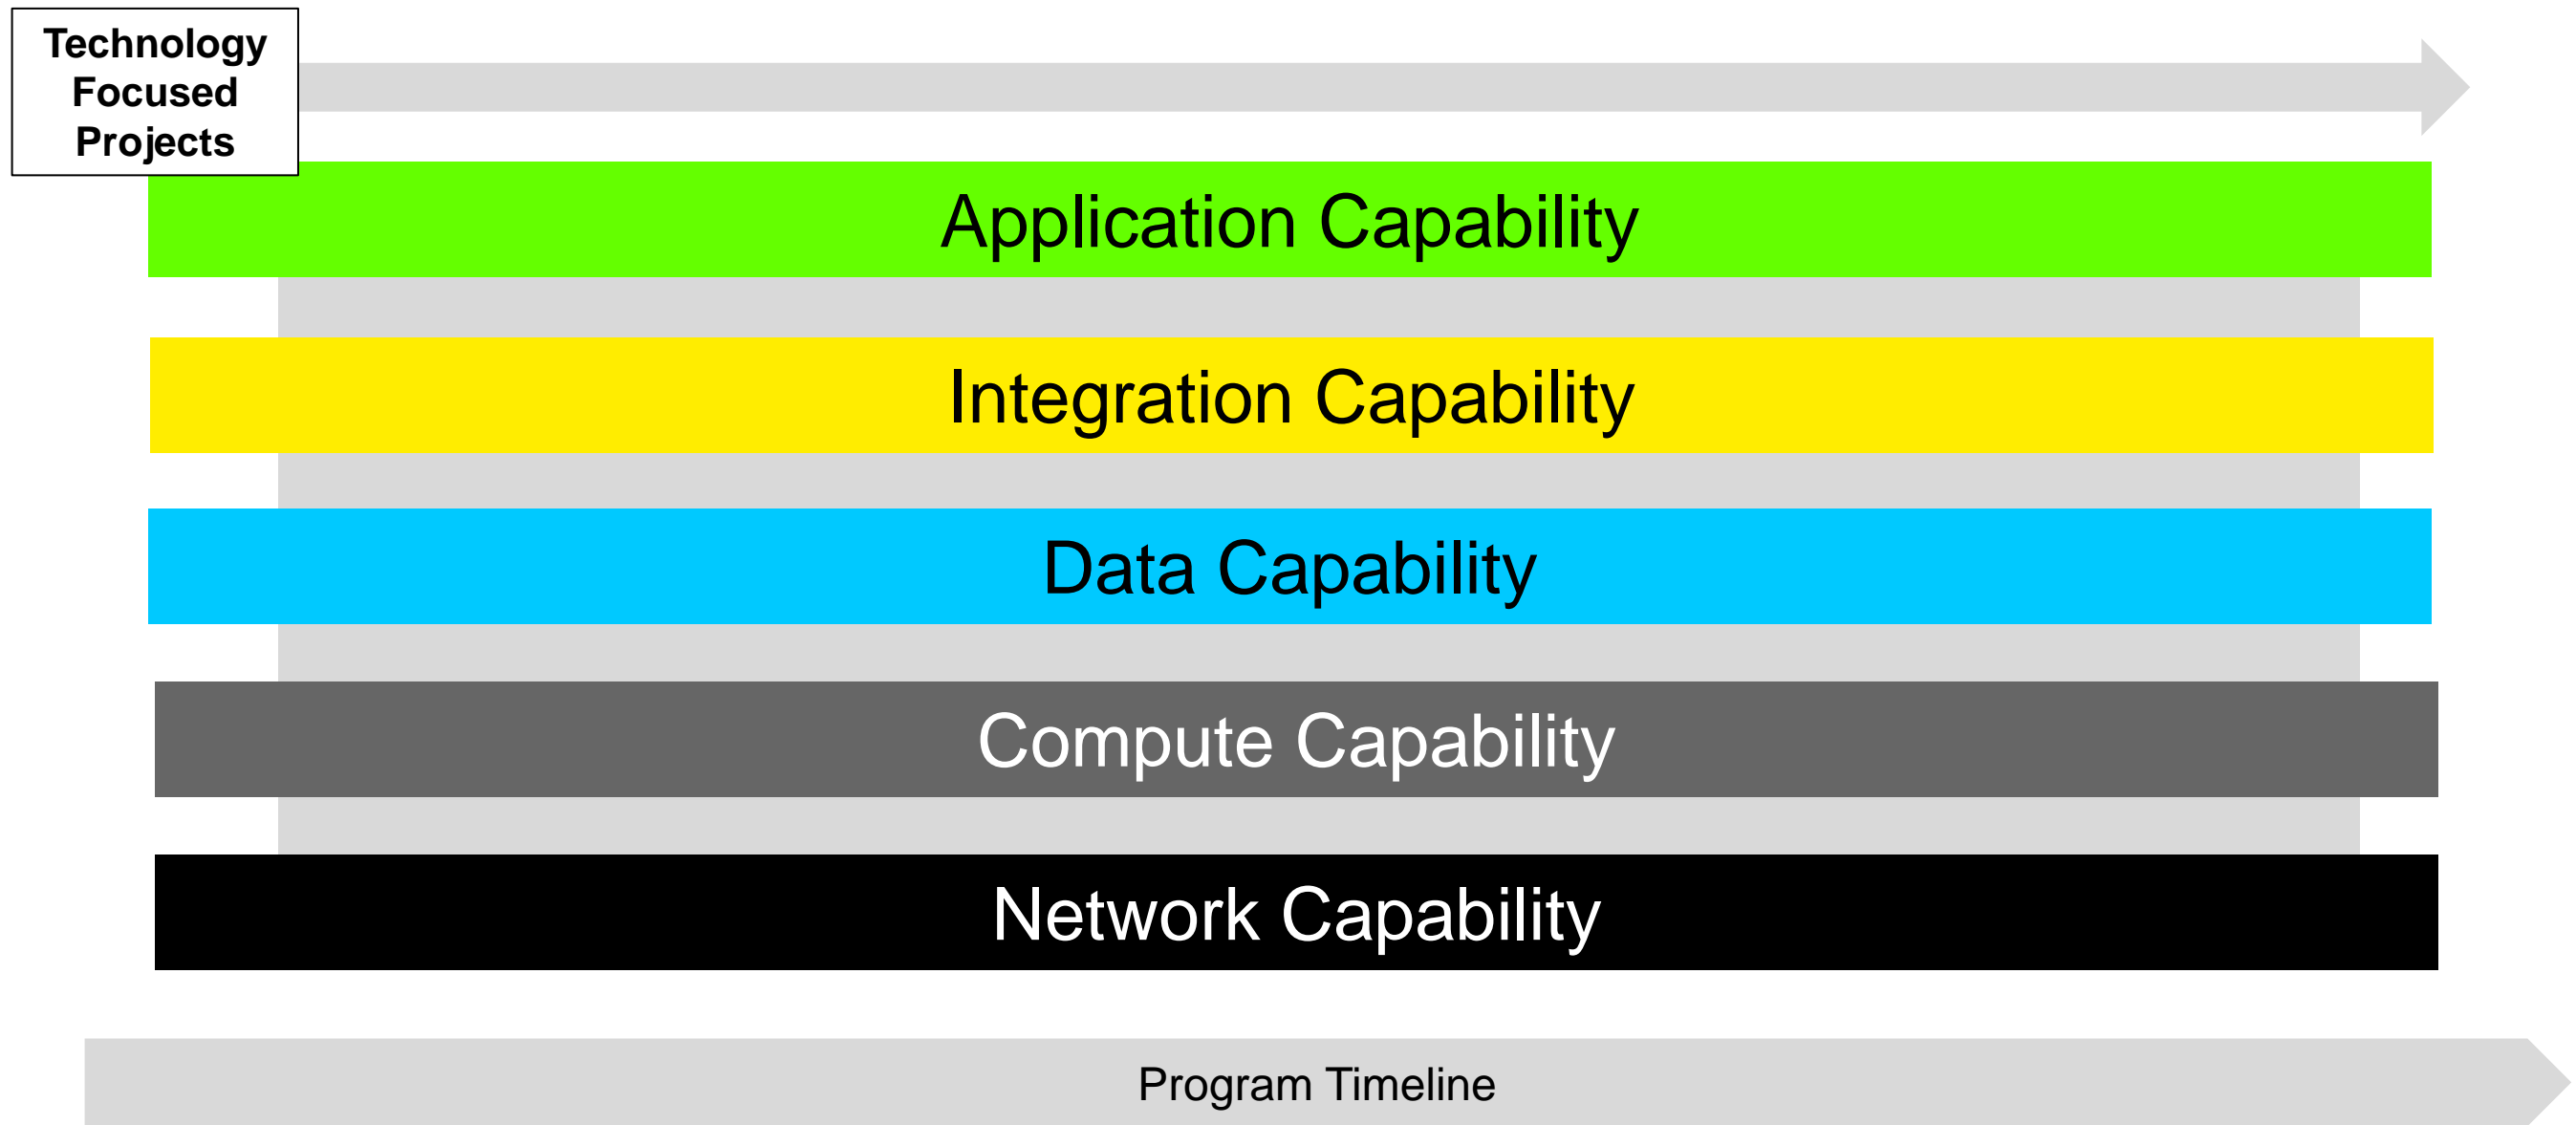 Technology
Focused
Projects
Application Capability
Integration Capability
Data Capability
Compute Capability
Network Capability
Program Timeline